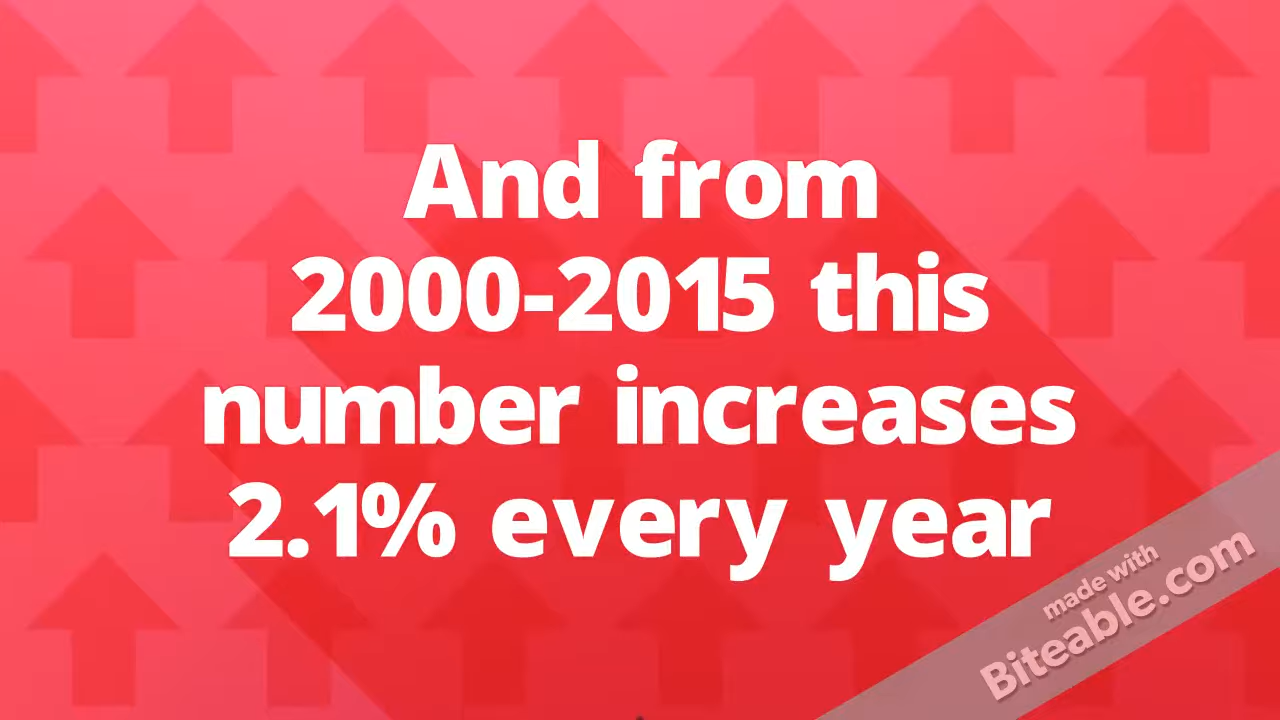 And from
2000-2015 this
number increases
2.1% every year
made with
Biteable.com